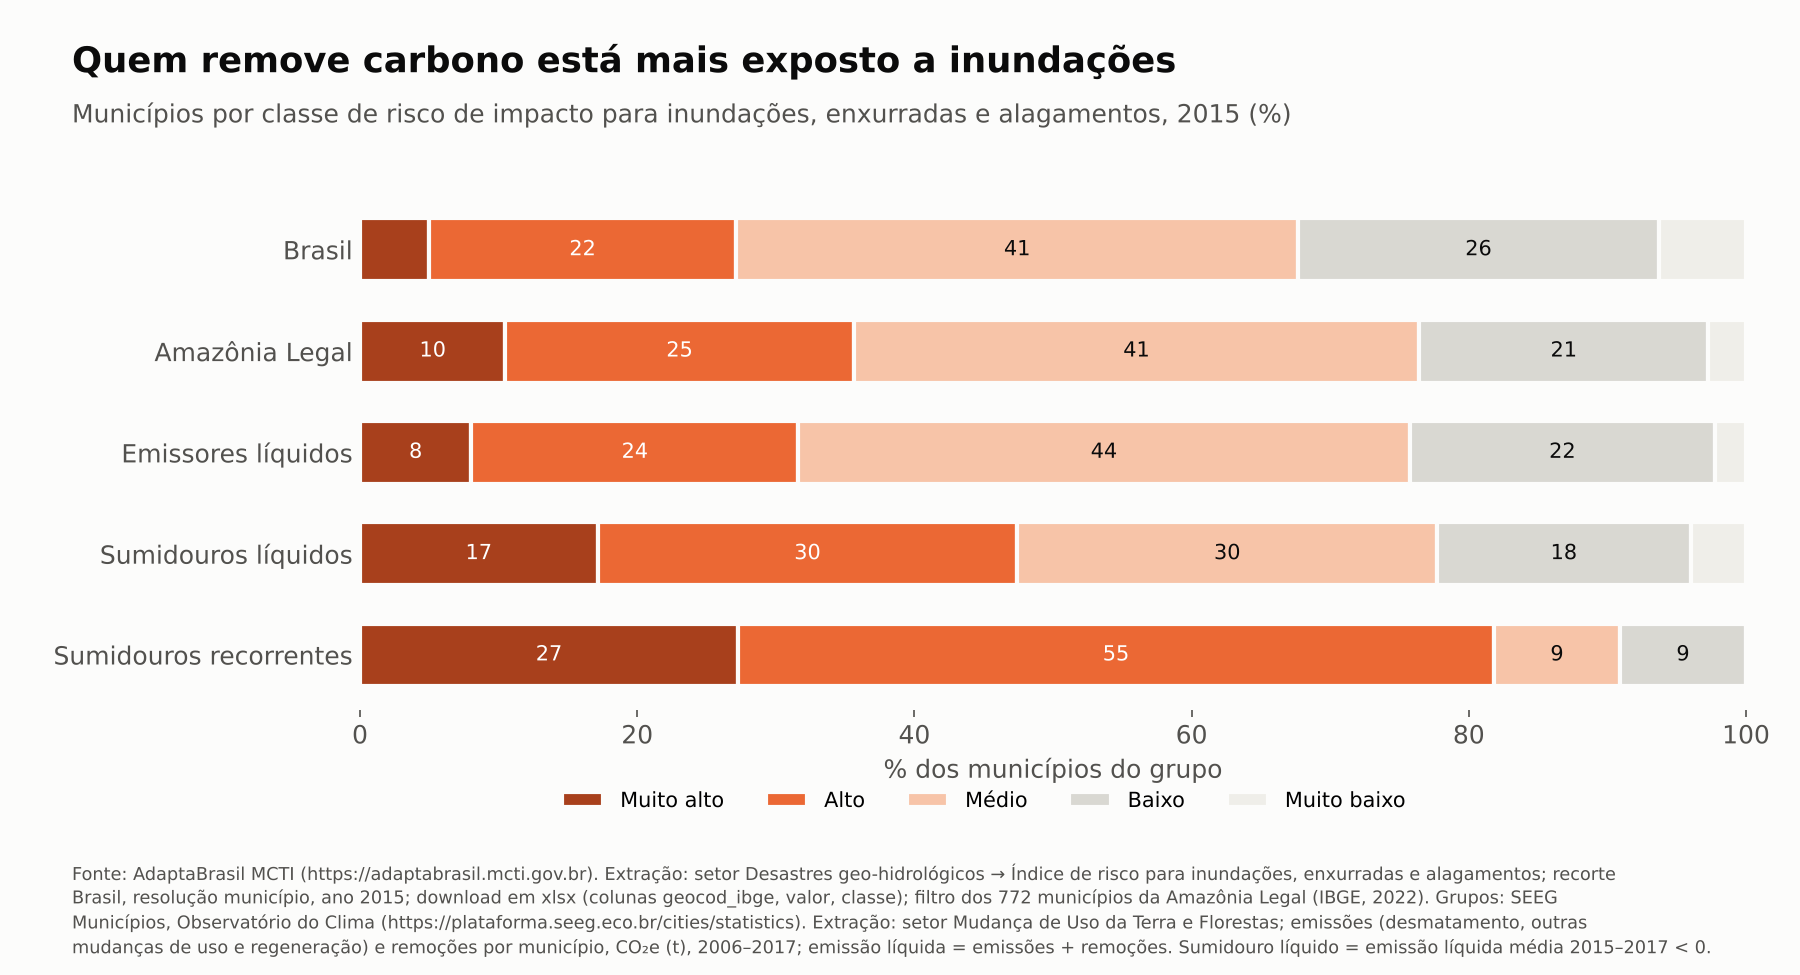 Quem remove carbono está mais exposto a inundações
Municípios por classe de risco de impacto para inundações, enxurradas e alagamentos, 2015 (%)
Brasil
22
41
26
Amazônia Legal
10
25
41
21
Emissores líquidos
8
24
44
22
Sumidouros líquidos
17
30
30
18
Sumidouros recorrentes
27
55
9
9
0
20
40
60
80
100
% dos municípios do grupo
Muito alto
Alto
Médio
Baixo
Muito baixo
Fonte: AdaptaBrasil MCTI (https://adaptabrasil.mcti.gov.br). Extração: setor Desastres geo-hidrológicos → Índice de risco para inundações, enxurradas e alagamentos; recorte
Brasil, resolução município, ano 2015; download em xlsx (colunas geocod_ibge, valor, classe); filtro dos 772 municípios da Amazônia Legal (IBGE, 2022). Grupos: SEEG
Municípios, Observatório do Clima (https://plataforma.seeg.eco.br/cities/statistics). Extração: setor Mudança de Uso da Terra e Florestas; emissões (desmatamento, outras
mudanças de uso e regeneração) e remoções por município, CO₂e (t), 2006–2017; emissão líquida = emissões + remoções. Sumidouro líquido = emissão líquida média 2015–2017 < 0.